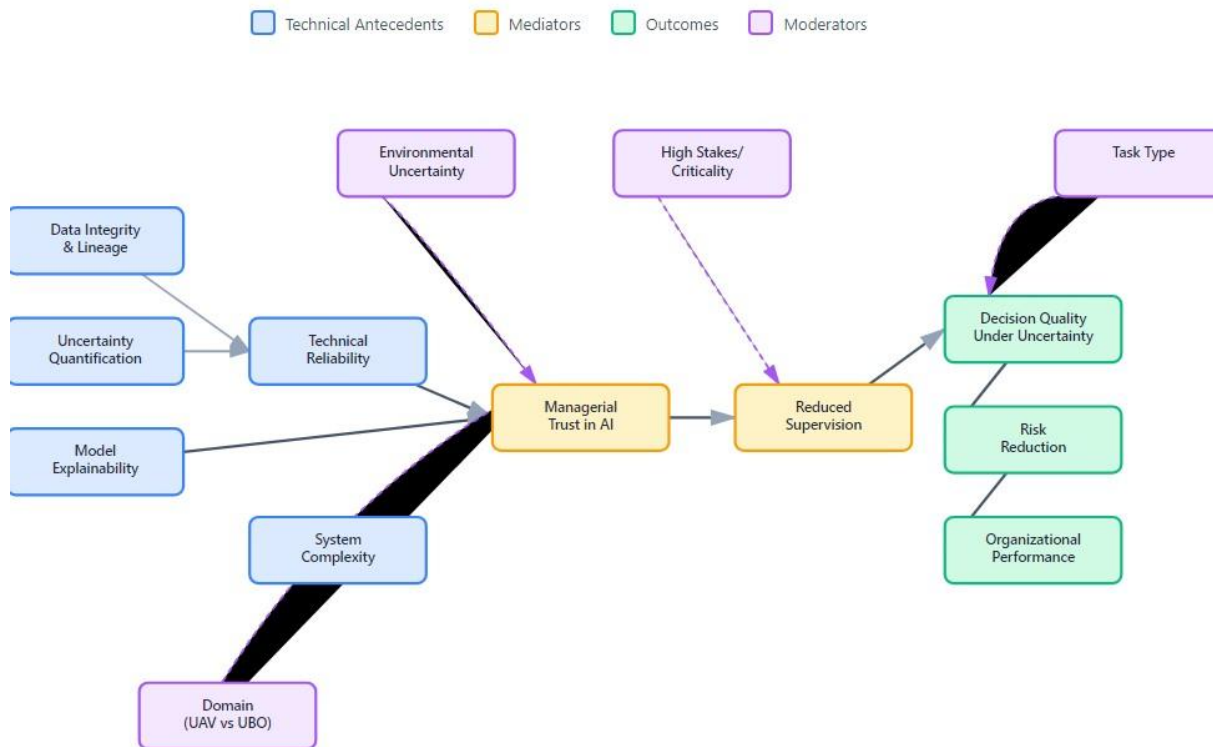 Technical Antecedents
Mediators
Outcomes
Moderators
Environmental
Uncertainty
High Stakes/
Criticality
Task Type
Data Integrity
& Lineage
Uncertainty
Quantification
Technical
Reliability
Decision Quality
Under Uncertainty
Model
Explainability
Managerial
Trust in AI
Reduced
Supervision
Risk
Reduction
System
Complexity
Organizational
Performance
Domain
(UAV vs UBO)